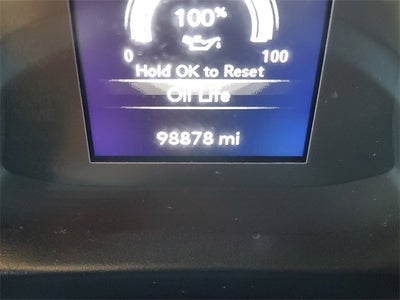 100%
0 100
Hold OK to Reset
Oil Life
98878 mi